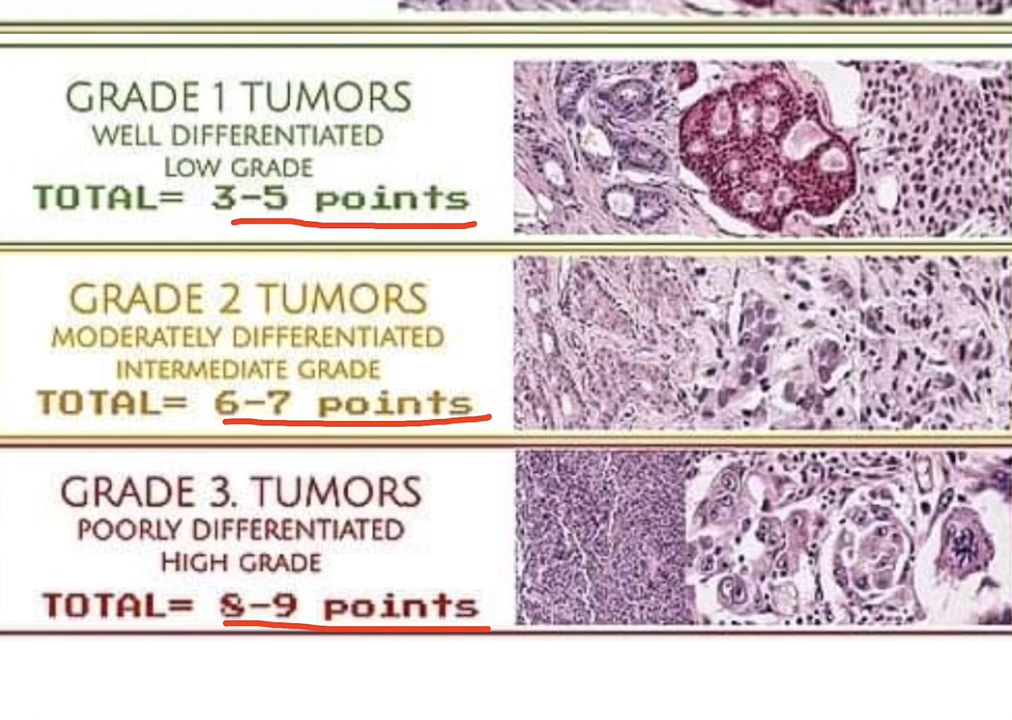 GRADE 1 TUMORS
WELL DIFFERENTIATED
LOW GRADE
TOTAL= 3-5 points
GRADE 2 TUMORS
MODERATELY DIFFERENTIATED
INTERMEDIATE GRADE
TOTAL= 6-7 points
GRADE 3. TUMORS
POORLY DIFFERENTIATED
HIGH GRADE
TOTAL= 8-9 points